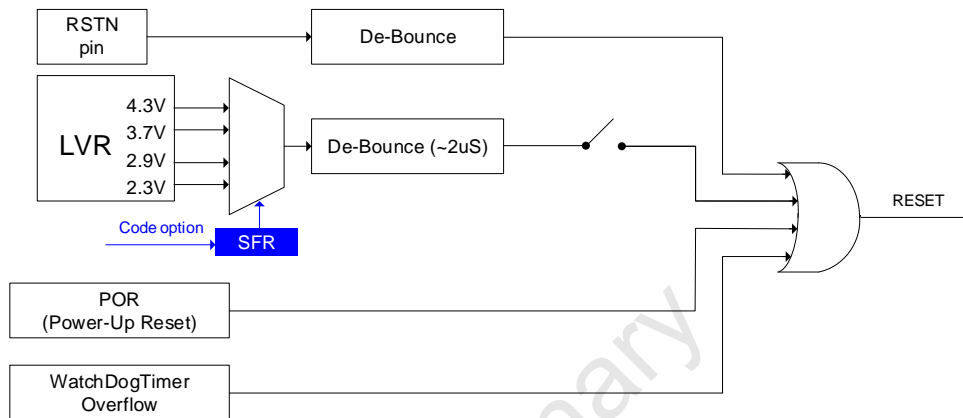 RSTN
pin
De-Bounce
LVR
4.3V
3.7V
2.9V
2.3V
De-Bounce (~2uS)
RESET
Code option
SFR
POR
(Power-Up Reset)
WatchDogTimer
Overflow